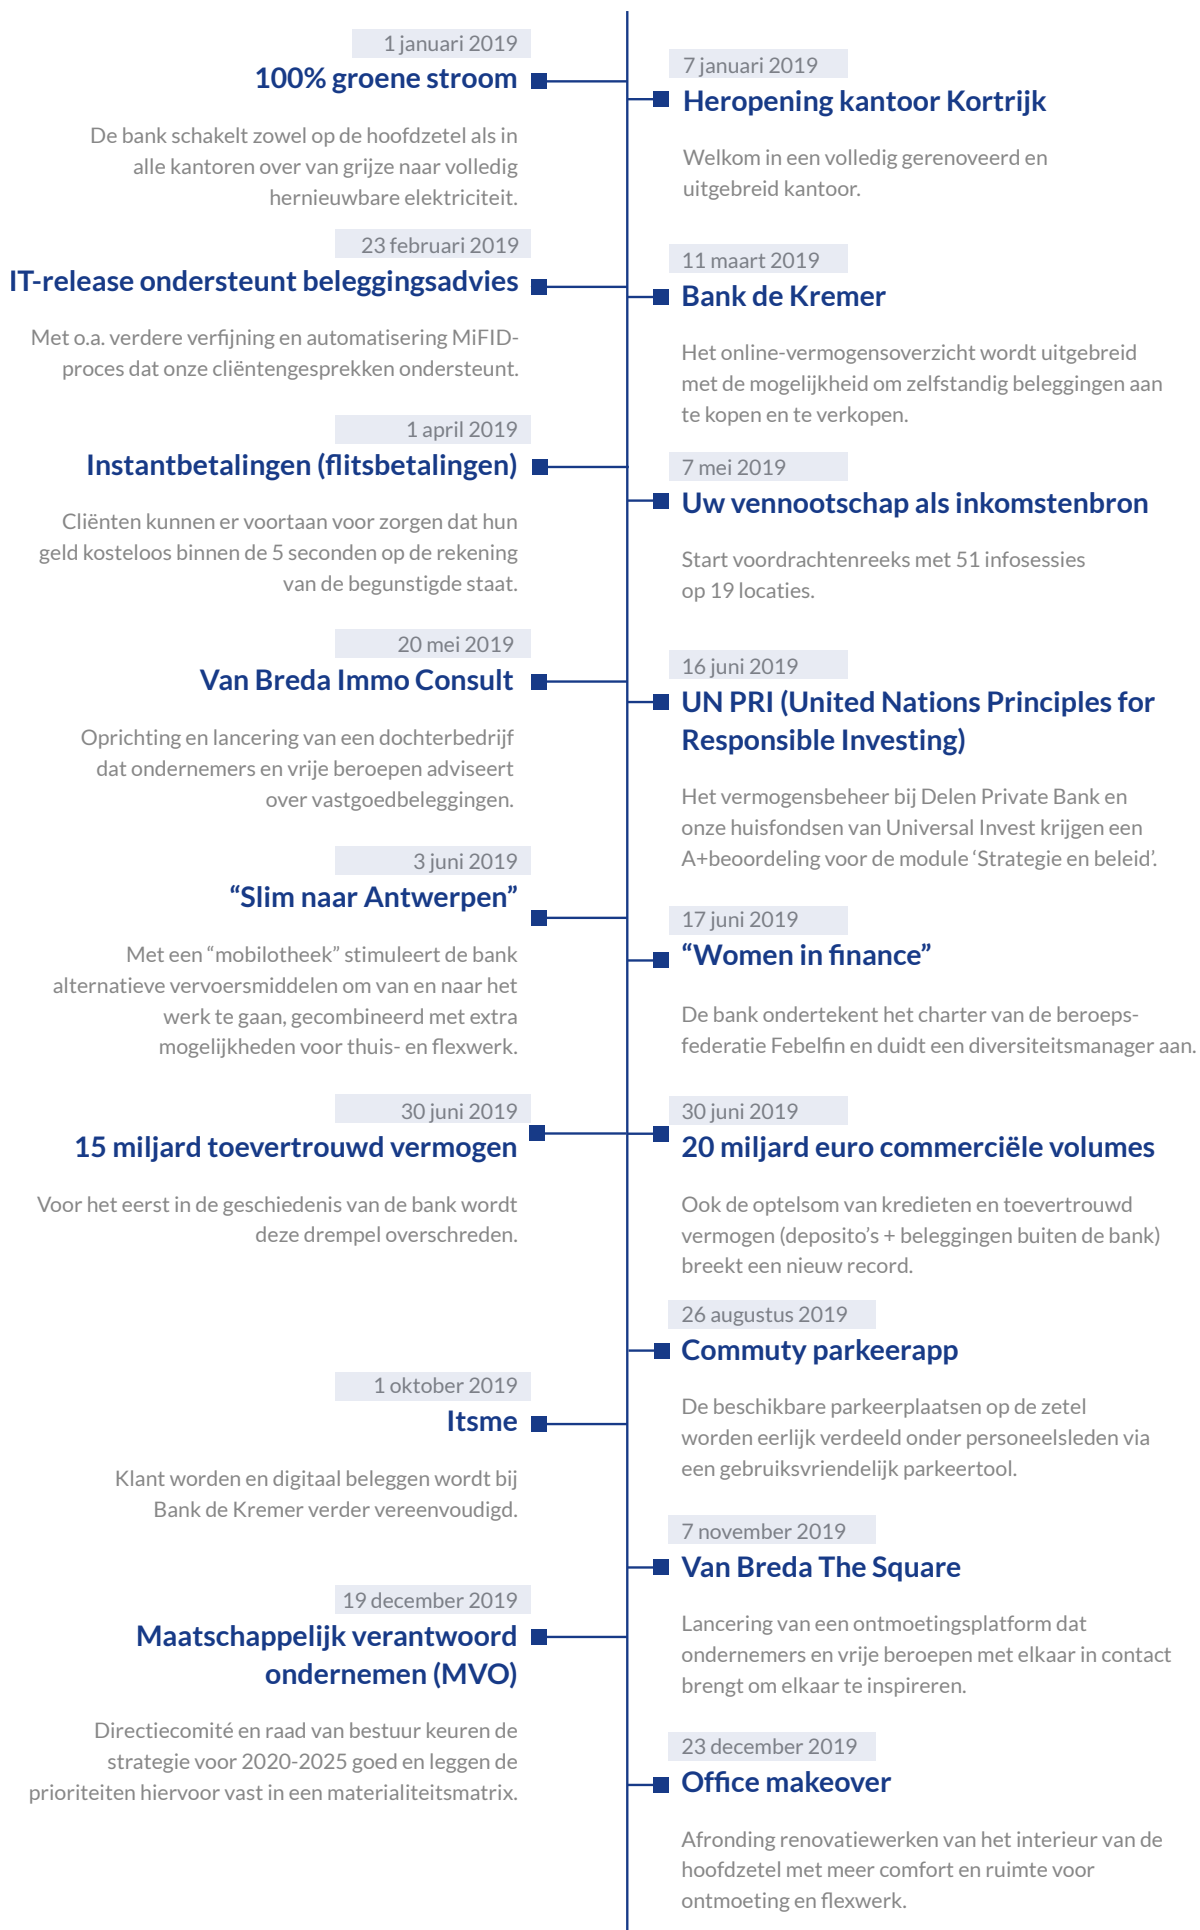 1 januari 2019
100% groene stroom
De bank schakelt zowel op de hoofdzetel als in
alle kantoren over van grijze naar volledig
hernieuwbare elektriciteit.
7 januari 2019
Heropening kantoor Kortrijk
Welkom in een volledig gerenoveerd en
uitgebreid kantoor.
23 februari 2019
IT-release ondersteunt beleggingsadvies
Met o.a. verdere verfijning en automatisering MiFID-
proces dat onze cliëntengesprekken ondersteunt.
11 maart 2019
Bank de Kremer
Het online-vermogensoverzicht wordt uitgebreid
met de mogelijkheid om zelfstandig beleggingen aan
te kopen en te verkopen.
1 april 2019
Instantbetalingen (flitsbetalingen)
Cliënten kunnen er voortaan voor zorgen dat hun
geld kosteloos binnen de 5 seconden op de rekening
van de begunstigde staat.
7 mei 2019
Uw vennootschap als inkomstenbron
Start voordrachtenreeks met 51 infosessies
op 19 locaties.
20 mei 2019
Van Breda Immo Consult
Oprichting en lancering van een dochterbedrijf
dat ondernemers en vrije beroepen adviseert
over vastgoedbeleggingen.
16 juni 2019
UN PRI (United Nations Principles for
Responsible Investing)
Het vermogensbeheer bij Delen Private Bank en
onze huisfondsen van Universal Invest krijgen een
A+beoordeling voor de module ‘Strategie en beleid’.
3 juni 2019
“Slim naar Antwerpen”
Met een “mobilotheek” stimuleert de bank
alternatieve vervoersmiddelen om van en naar het
werk te gaan, gecombineerd met extra
mogelijkheden voor thuis- en flexwerk.
17 juni 2019
“Women in finance”
De bank ondertekent het charter van de beroeps-
federatie Febelfin en duidt een diversiteitsmanager aan.
30 juni 2019
15 miljard toevertrouwd vermogen
Voor het eerst in de geschiedenis van de bank wordt
deze drempel overschreden.
30 juni 2019
20 miljard euro commerciële volumes
Ook de optelsom van kredieten en toevertrouwd
vermogen (deposito’s + beleggingen buiten de bank)
breekt een nieuw record.
26 augustus 2019
Commuty parkeerapp
De beschikbare parkeerplaatsen op de zetel
worden eerlijk verdeeld onder personeelsleden via
een gebruiksvriendelijk parkeertool.
1 oktober 2019
Itsme
Klant worden en digitaal beleggen wordt bij
Bank de Kremer verder vereenvoudigd.
7 november 2019
Van Breda The Square
Lancering van een ontmoetingsplatform dat
ondernemers en vrije beroepen met elkaar in contact
brengt om elkaar te inspireren.
19 december 2019
Maatschappelijk verantwoord
ondernemen (MVO)
Directiecomité en raad van bestuur keuren de
strategie voor 2020-2025 goed en leggen de
prioriteiten hiervoor vast in een materialiteitsmatrix.
23 december 2019
Office makeover
Afronding renovatiewerken van het interieur van de
hoofdzetel met meer comfort en ruimte voor
ontmoeting en flexwerk.